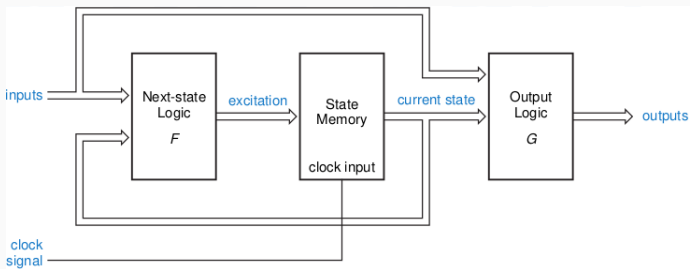 inputs
Next-state
Logic
F
excitation
State
Memory
clock input
current state
Output
Logic
G
outputs
clock
signal